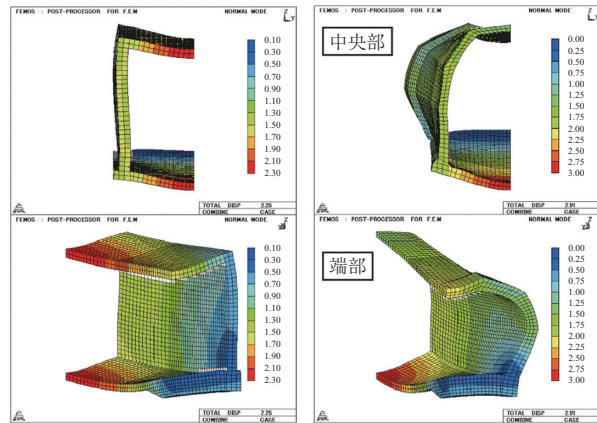 FEMOS : POST-PROCESSOR FOR F.E.M
NORMAL MODE
Z
Y
0.10
0.30
0.50
0.70
0.90
1.10
1.30
1.50
1.70
1.90
2.10
2.30
TOTAL DISP 2.25
COMBINE CASE
FEMOS : POST-PROCESSOR FOR F.E.M
NORMAL MODE
Z
Y
中央部
0.00
0.25
0.50
0.75
1.00
1.25
1.50
1.75
2.00
2.25
2.50
2.75
3.00
TOTAL DISP 2.91
COMBINE CASE
FEMOS : POST-PROCESSOR FOR F.E.M
NORMAL MODE
Z
0.10
0.30
0.50
0.70
0.90
1.10
1.30
1.50
1.70
1.90
2.10
2.30
TOTAL DISP 2.25
COMBINE CASE
FEMOS : POST-PROCESSOR FOR F.E.M
NORMAL MODE
Z
端部
0.00
0.25
0.50
0.75
1.00
1.25
1.50
1.75
2.00
2.25
2.50
2.75
3.00
TOTAL DISP 2.91
COMBINE CASE